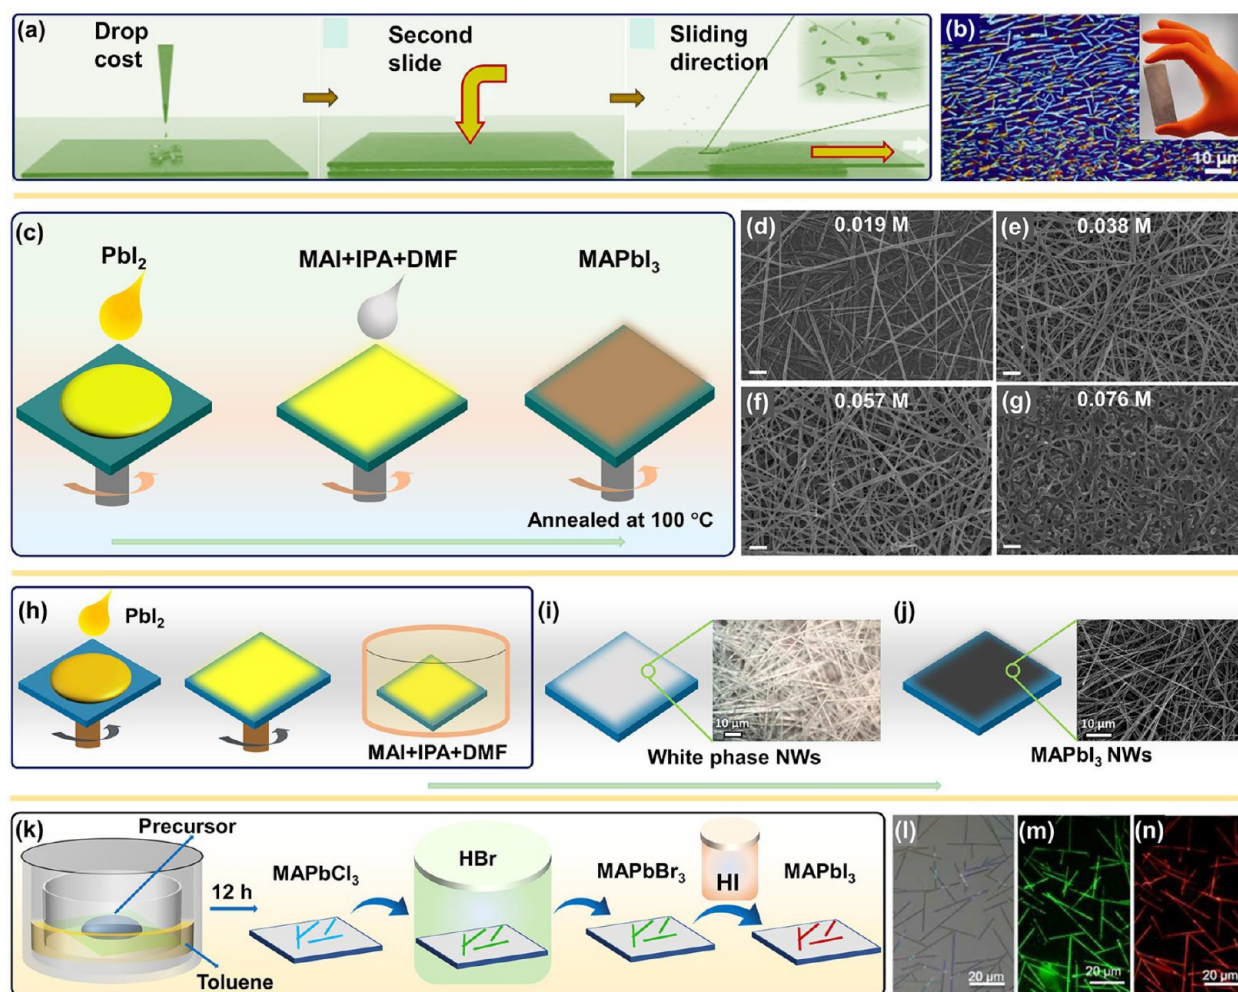 (a)
Drop
cost
Second
slide
Sliding
direction
(b)
10 μm
(c)
PbI₂
MAI+IPA+DMF
MAPbI₃
Annealed at 100 °C
(d)
0.019 M
(e)
0.038 M
(f)
0.057 M
(g)
0.076 M
(h)
PbI₂
MAI+IPA+DMF
(i)
10 μm
White phase NWs
(j)
10 μm
MAPbI₃ NWs
(k)
Precursor
12 h
Toluene
MAPbCl₃
HBr
MAPbBr₃
HI
MAPbI₃
(l)
20 μm
(m)
20 μm
(n)
20 μm